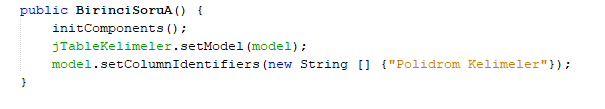 public BirinciSoruA() {
    initComponents();
    jTableKelimeler.setModel(model);
    model.setColumnIdentifiers(new String [] {"Polidrom Kelimeler"});
}